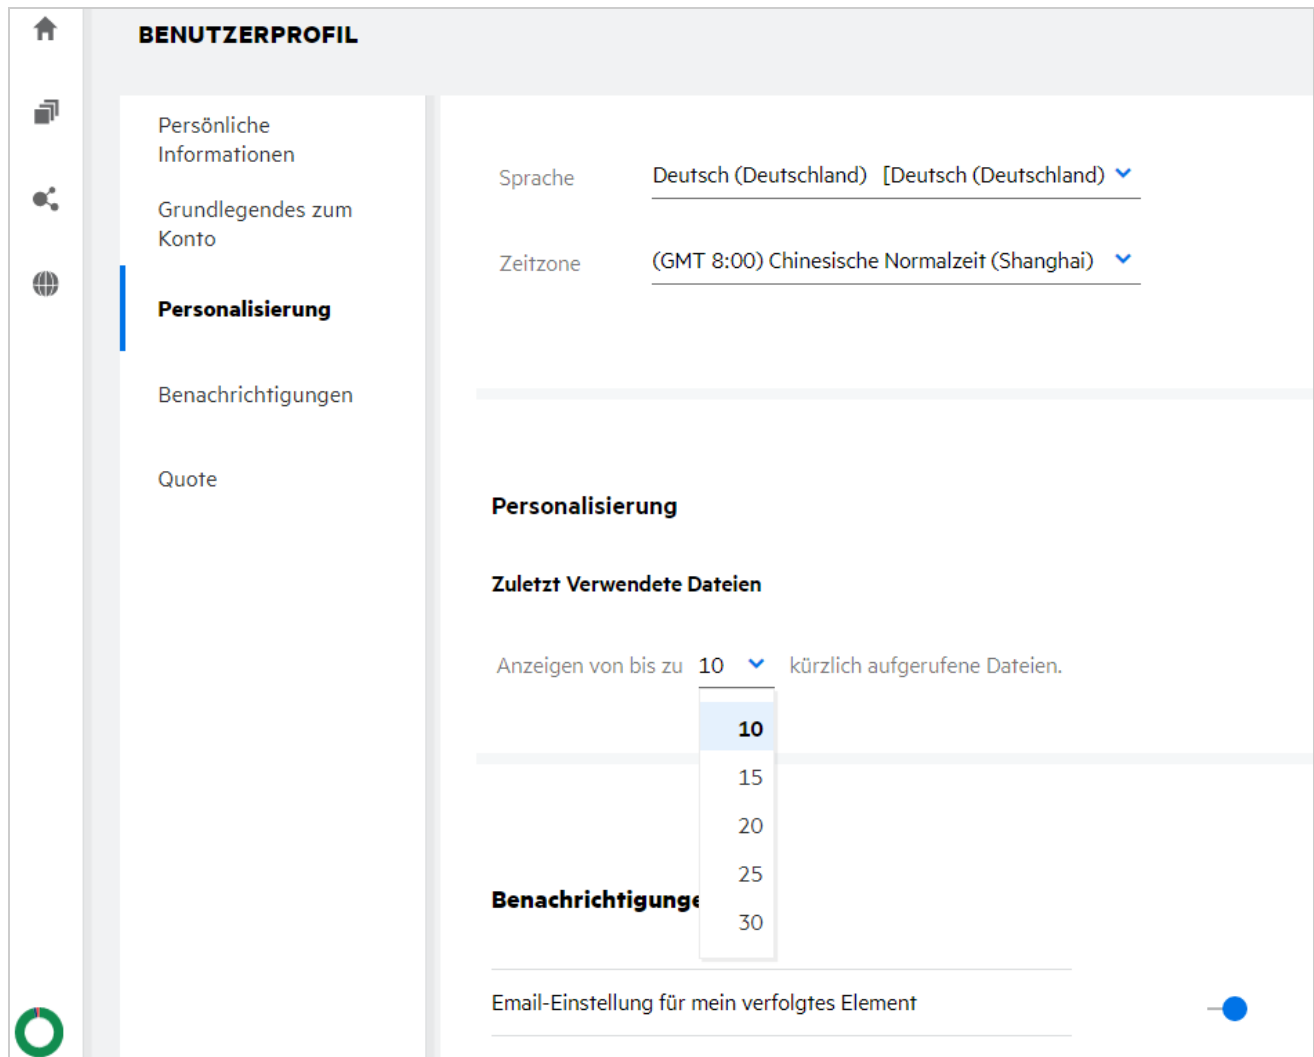 BENUTZERPROFIL
Persönliche
Informationen
Grundlegendes zum
Konto
Personalisierung
Benachrichtigungen
Quote
Sprache Deutsch (Deutschland) [Deutsch (Deutschland)
Zeitzone (GMT 8:00) Chinesische Normalzeit (Shanghai)
Personalisierung
Zuletzt Verwendete Dateien
Anzeigen von bis zu 10 kürzlich aufgerufene Dateien.
10
15
20
25
30
Benachrichtigunge
Email-Einstellung für mein verfolgtes Element